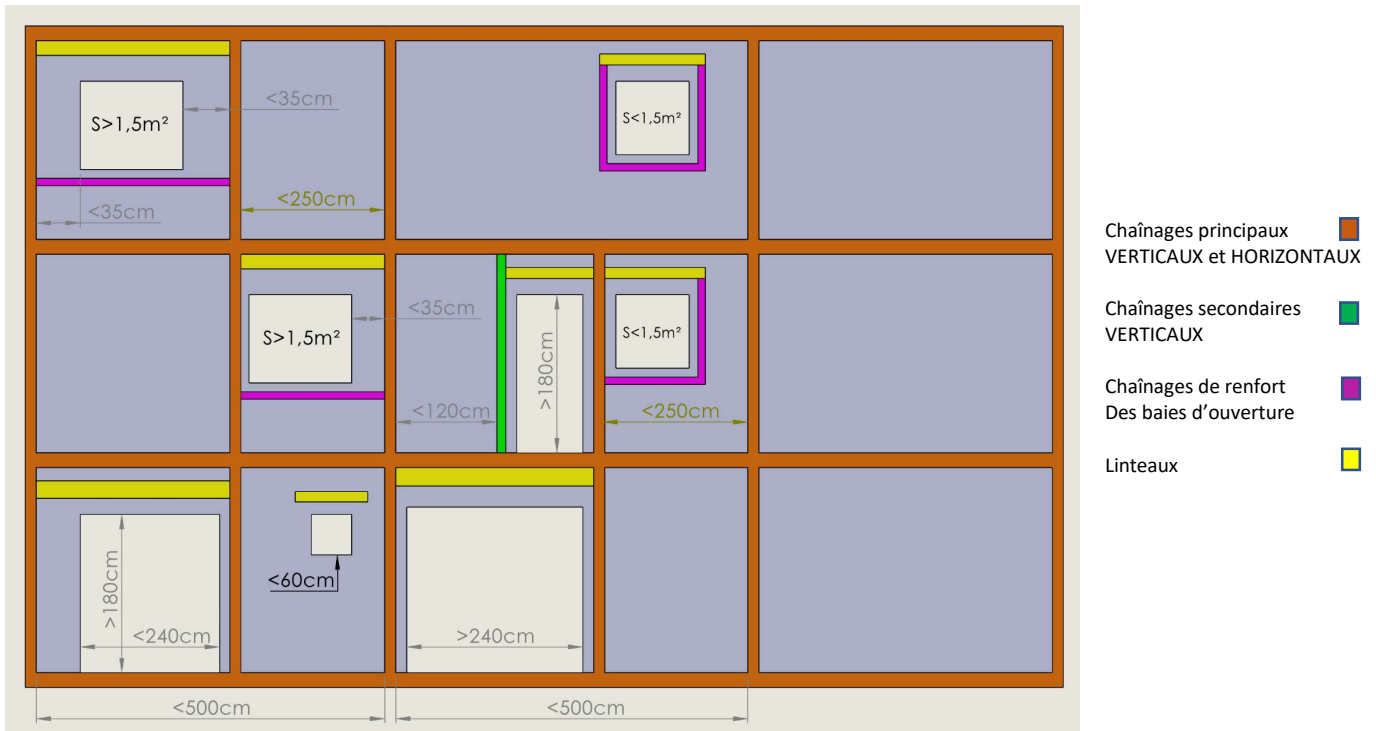 S>1,5m²
<35cm
<35cm
<250cm
S<1,5m²
S>1,5m²
<35cm
<120cm
>180cm
S<1,5m²
<250cm
>180cm
<240cm
<60cm
>240cm
<500cm
<500cm
Chaînages principaux
VERTICAUX et HORIZONTAUX
Chaînages secondaires
VERTICAUX
Chaînages de renfort
Des baies d'ouverture
Linteaux